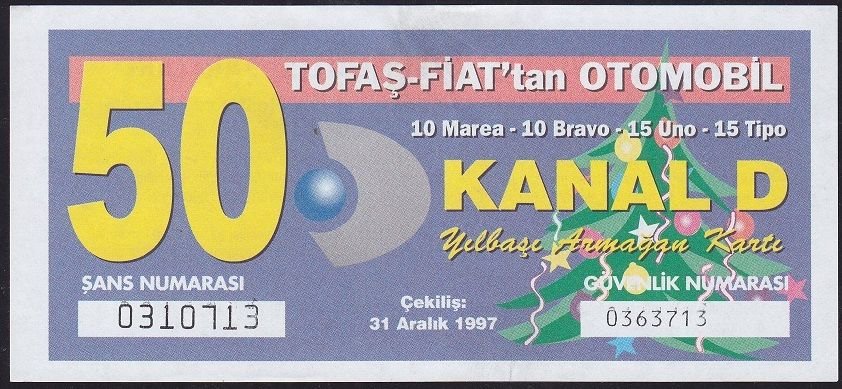 50 TOFAŞ-FİAT'tan OTOMOBİL
10 Marea - 10 Bravo - 15 Uno - 15 Tipo
KANAL D
Yılbaşı Armağan Kartı
ŞANS NUMARASI
0310713
Çekiliş:
31 Aralık 1997
GÜVENLİK NUMARASI
0363713